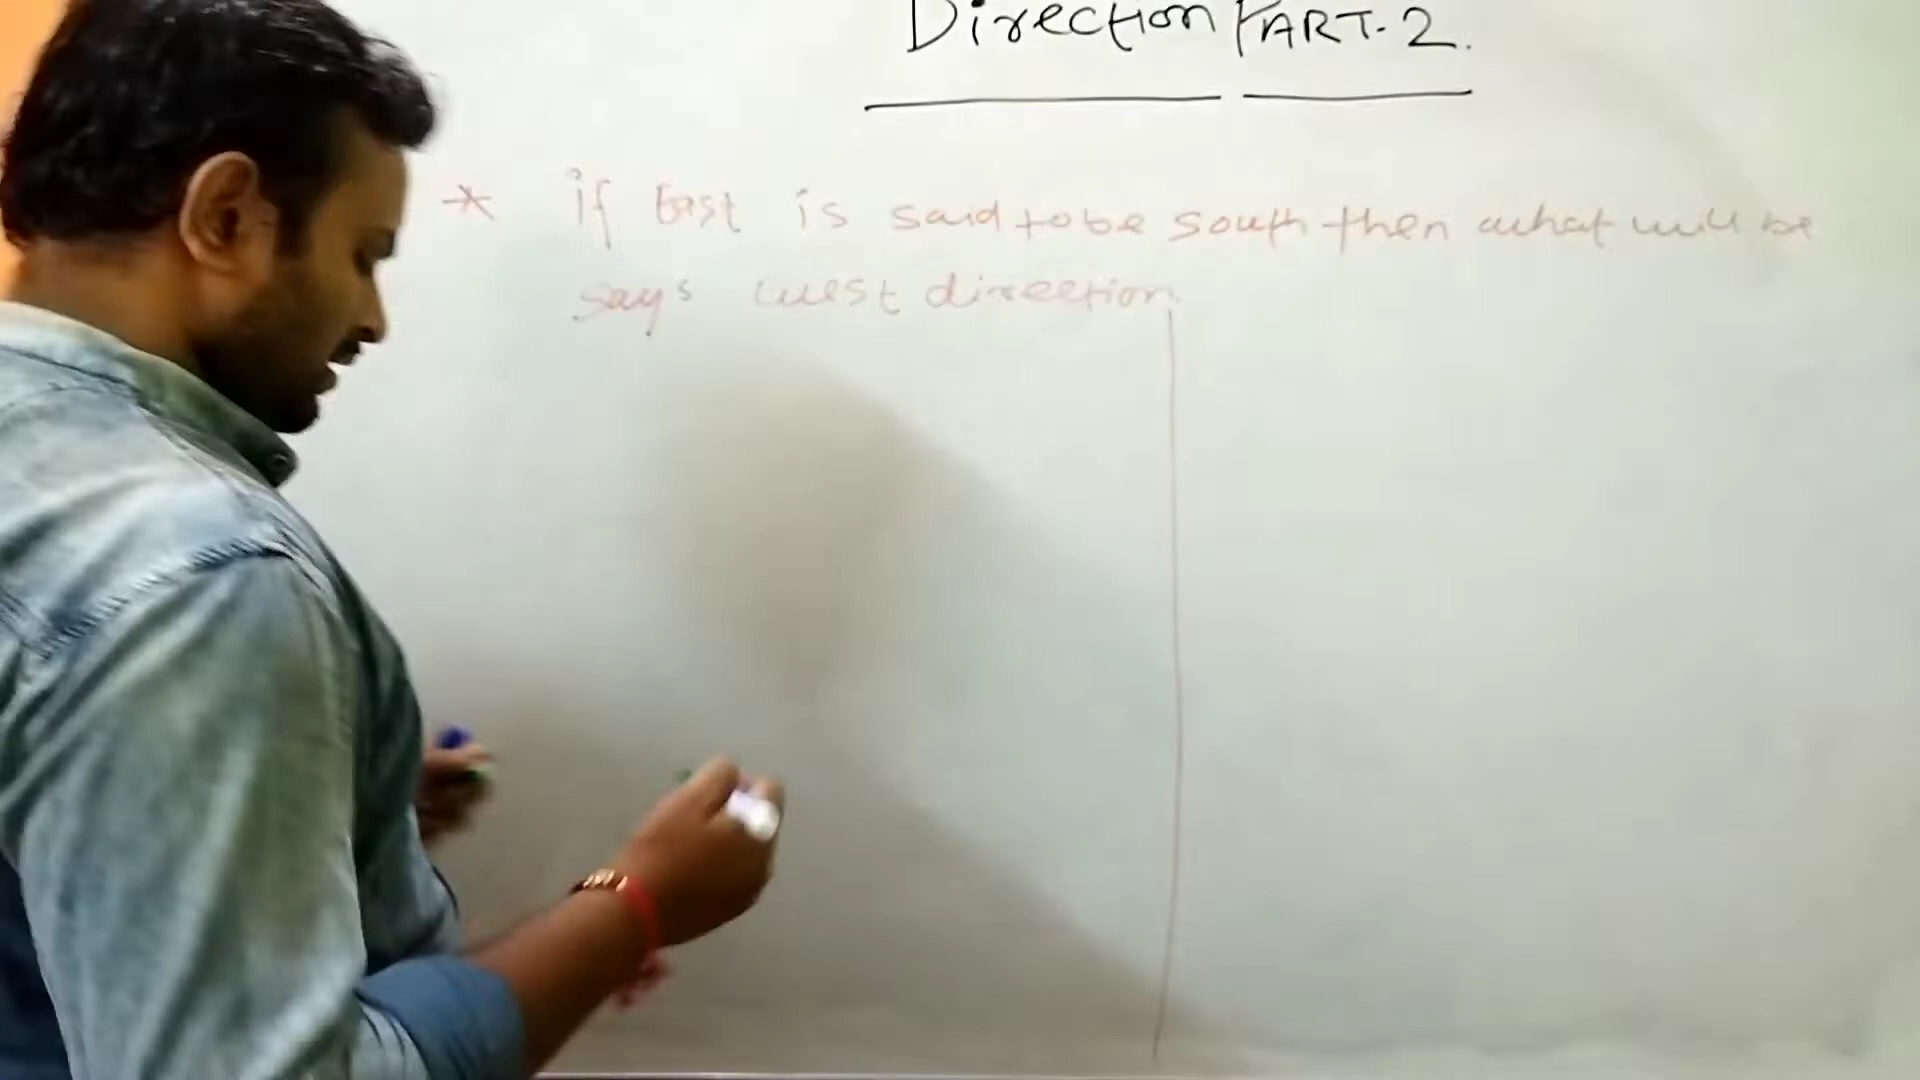 Direction PART-2.
* if East is said to be south then what will be
says west direction.